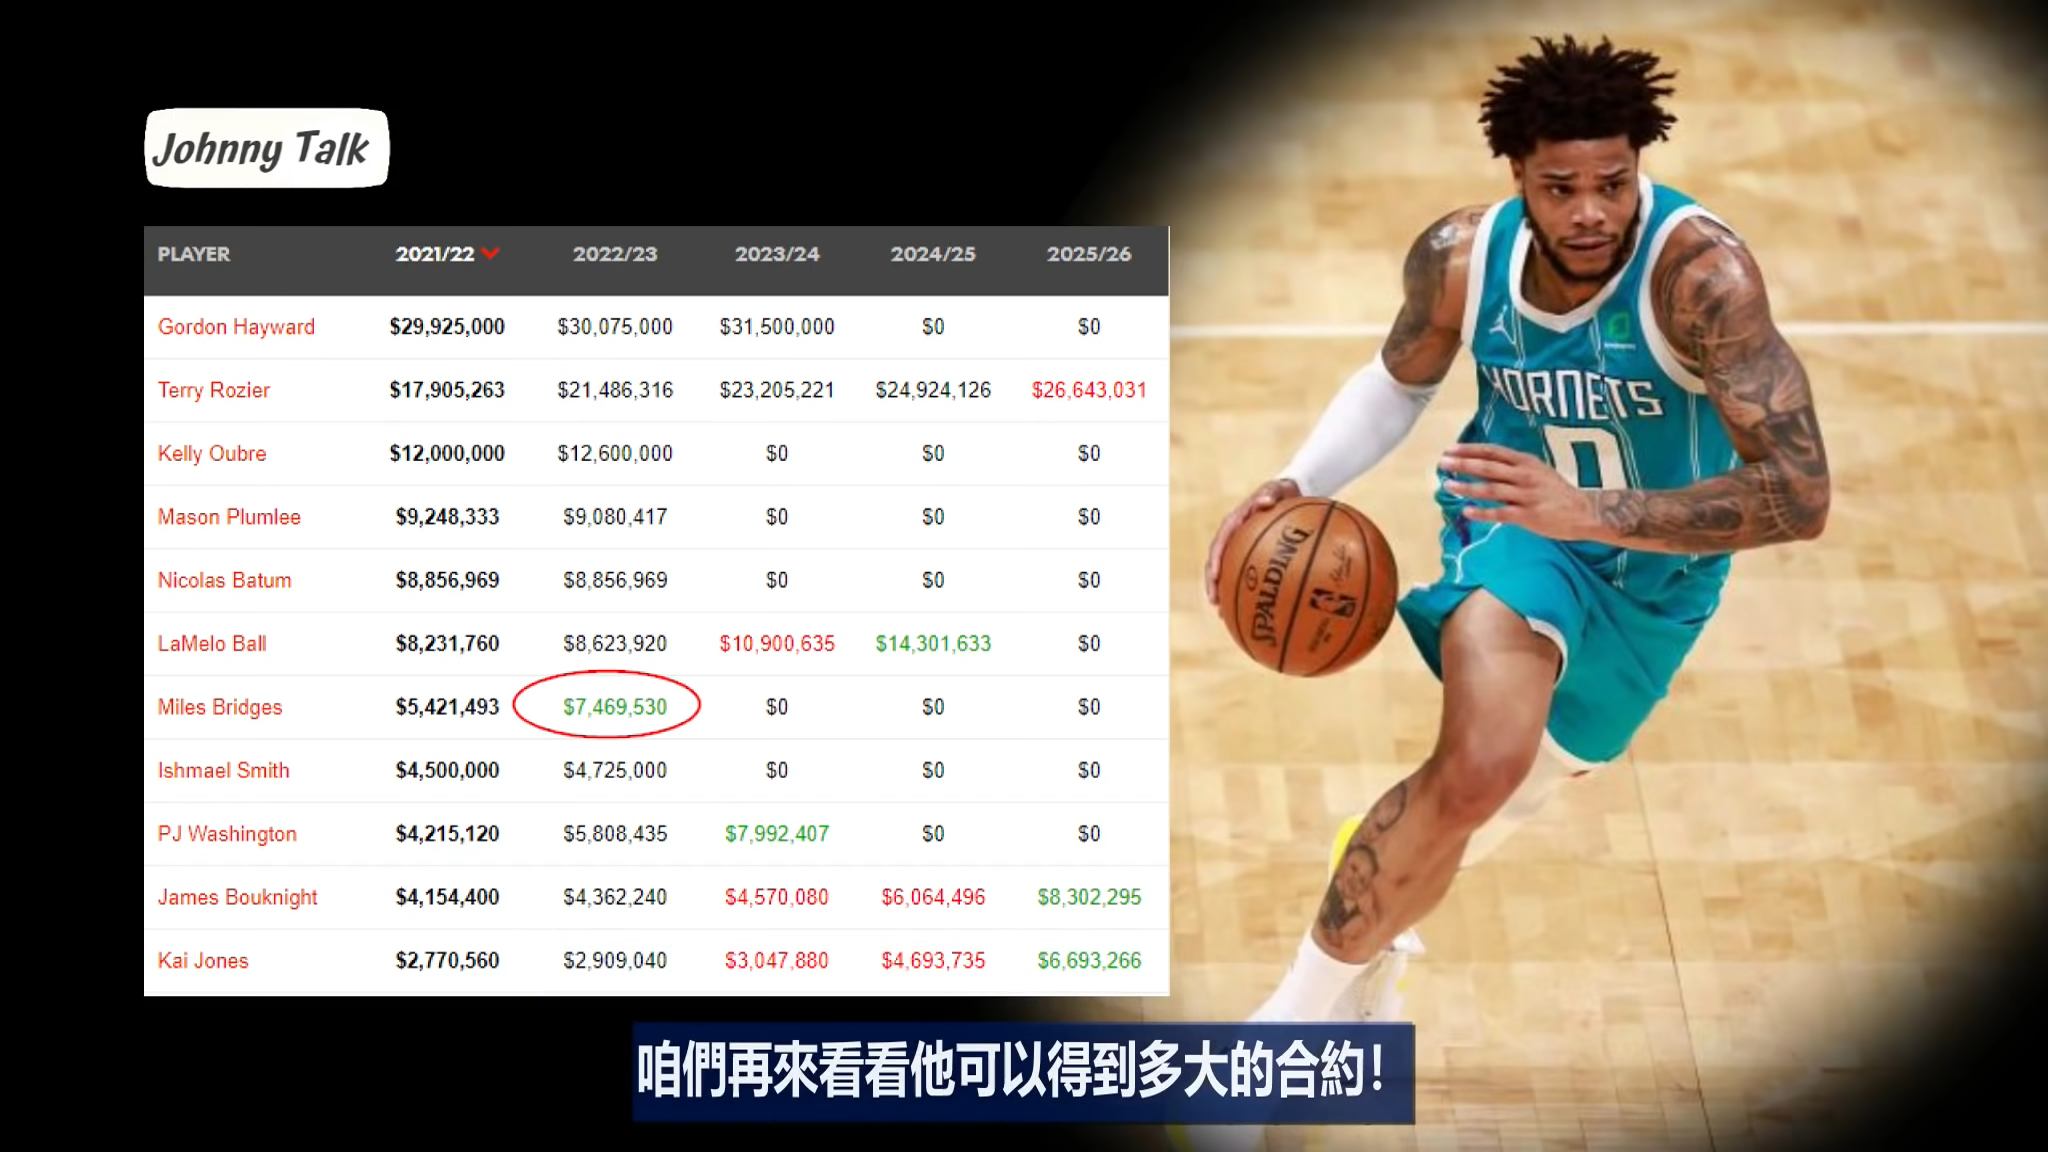 Johnny Talk
PLAYER 2021/22 2022/23 2023/24 2024/25 2025/26
Gordon Hayward $29,925,000 $30,075,000 $31,500,000 $0 $0
Terry Rozier $17,905,263 $21,486,316 $23,205,221 $24,924,126 $26,643,031
Kelly Oubre $12,000,000 $12,600,000 $0 $0 $0
Mason Plumlee $9,248,333 $9,080,417 $0 $0 $0
Nicolas Batum $8,856,969 $8,856,969 $0 $0 $0
LaMelo Ball $8,231,760 $8,623,920 $10,900,635 $14,301,633 $0
Miles Bridges $5,421,493 $7,469,530 $0 $0 $0
Ishmael Smith $4,500,000 $4,725,000 $0 $0 $0
PJ Washington $4,215,120 $5,808,435 $7,992,407 $0 $0
James Bouknight $4,154,400 $4,362,240 $4,570,080 $6,064,496 $8,302,295
Kai Jones $2,770,560 $2,909,040 $3,047,880 $4,693,735 $6,693,266
HORNETS
0
SPALDING
咱們再來看看他可以得到多大的合約!